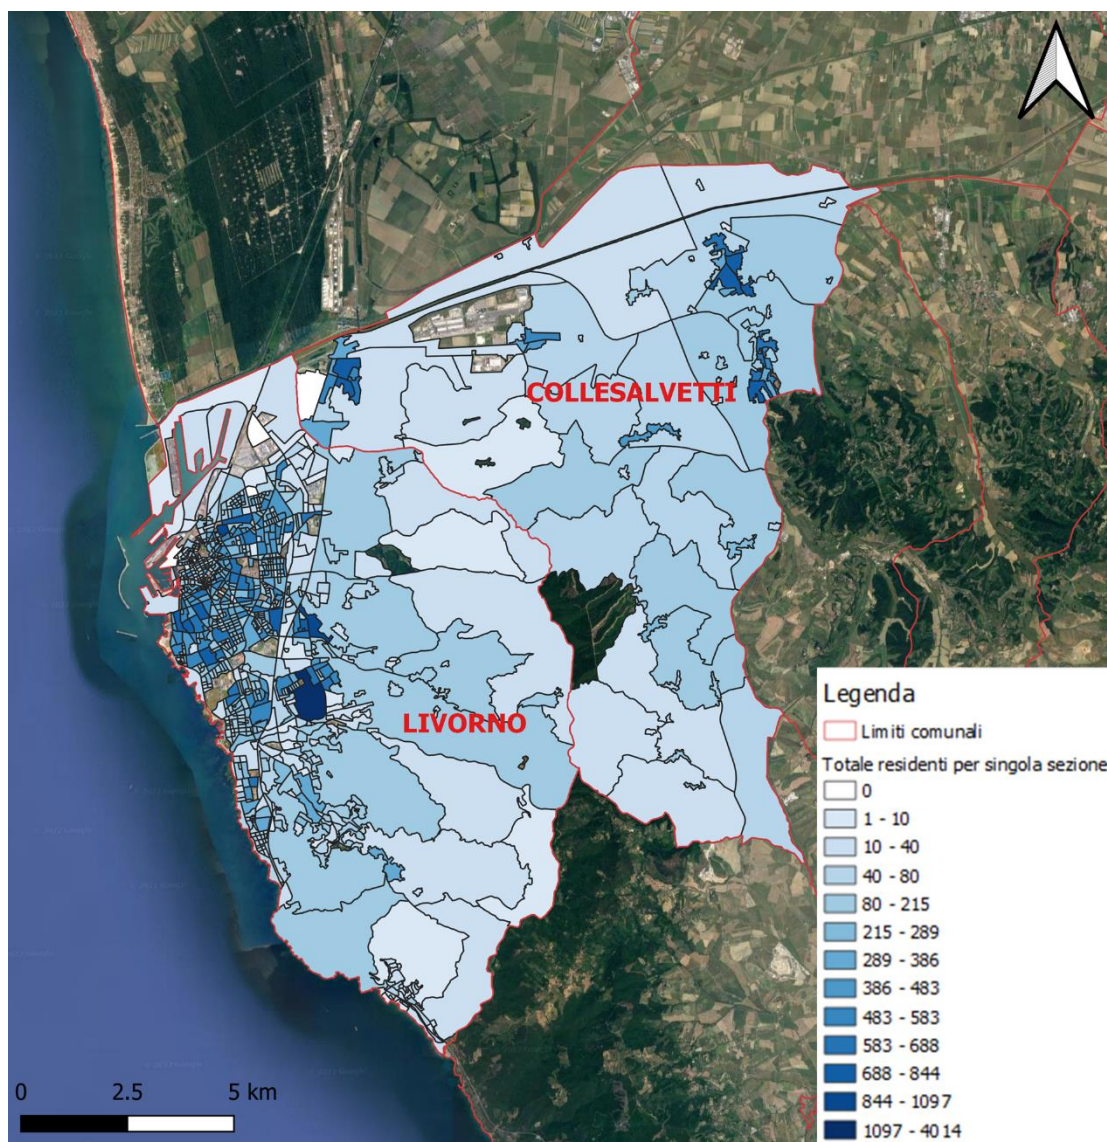 COLLESALVETTI
LIVORNO
Legenda
Limiti comunali
Totale residenti per singola sezione
0
1 - 10
10 - 40
40 - 80
80 - 215
215 - 289
289 - 386
386 - 483
483 - 583
583 - 688
688 - 844
844 - 1097
1097 - 4014
0 2.5 5 km